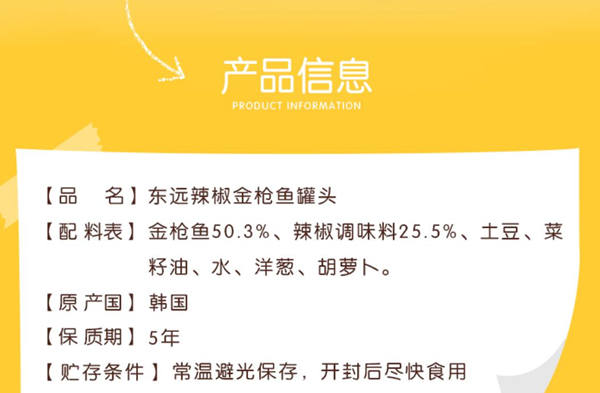 产品信息
PRODUCT INFORMATION
【品 名】东远辣椒金枪鱼罐头
【配 料表】金枪鱼50.3%、辣椒调味料25.5%、土豆、菜
籽油、水、洋葱、胡萝卜。
【原 产国】韩国
【保 质期】5年
【贮存条件】常温避光保存，开封后尽快食用